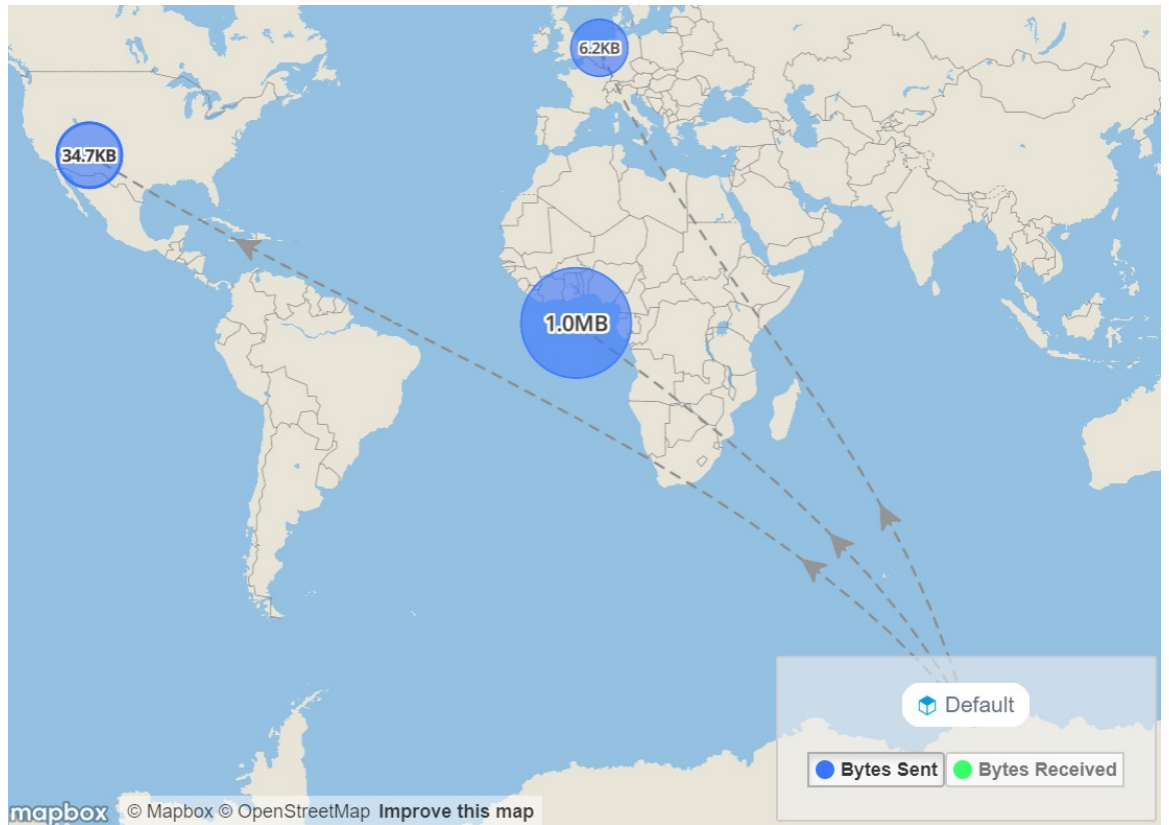 6.2KB
34.7KB
1.0MB
Default
Bytes Sent
Bytes Received
mapbox © Mapbox © OpenStreetMap Improve this map